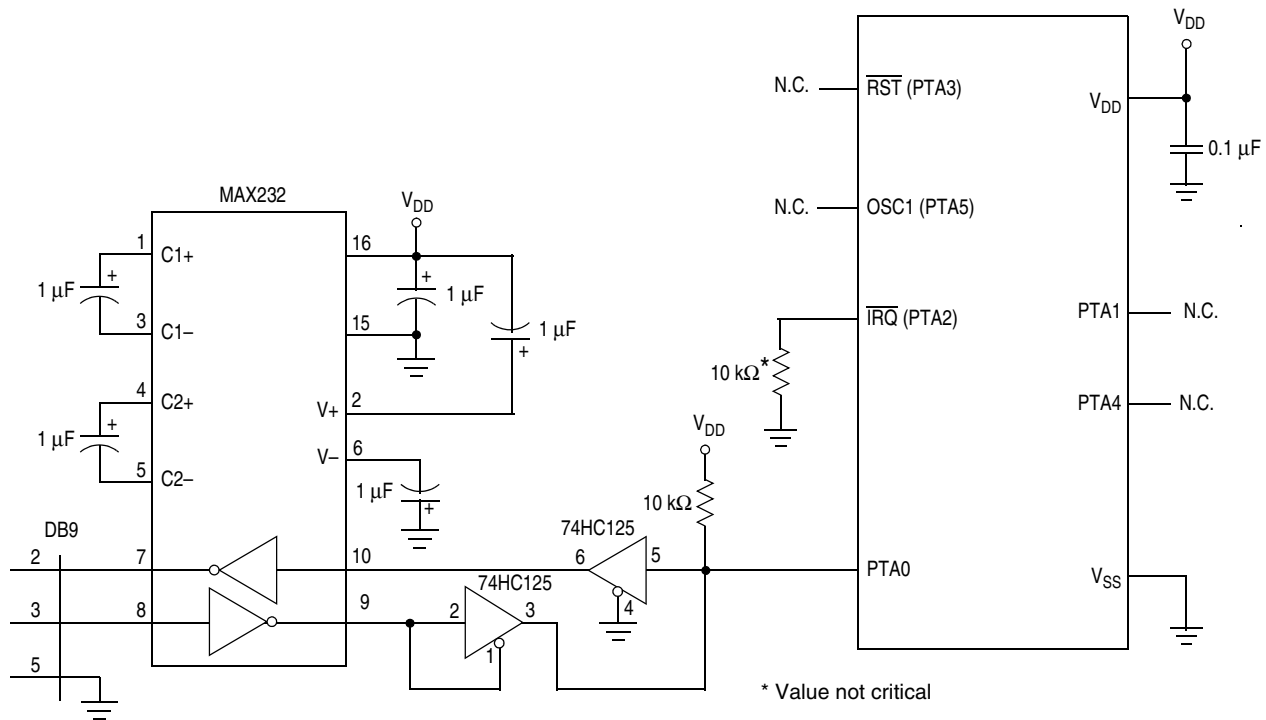 V_DD
N.C.
R̅S̅T̅ (PTA3)
V_DD
0.1 μF
MAX232
V_DD
N.C.
OSC1 (PTA5)
1
C1+
16
+
1 μF
+
1 μF
3
C1–
15
1 μF
+
I̅R̅Q̅ (PTA2)
PTA1
N.C.
10 kΩ*
4
C2+
V+
2
PTA4
N.C.
+
1 μF
V_DD
5
C2–
V–
6
1 μF
+
10 kΩ
DB9
74HC125
2
7
10
6
5
PTA0
V_SS
74HC125
4
3
8
9
2
3
1
5
* Value not critical